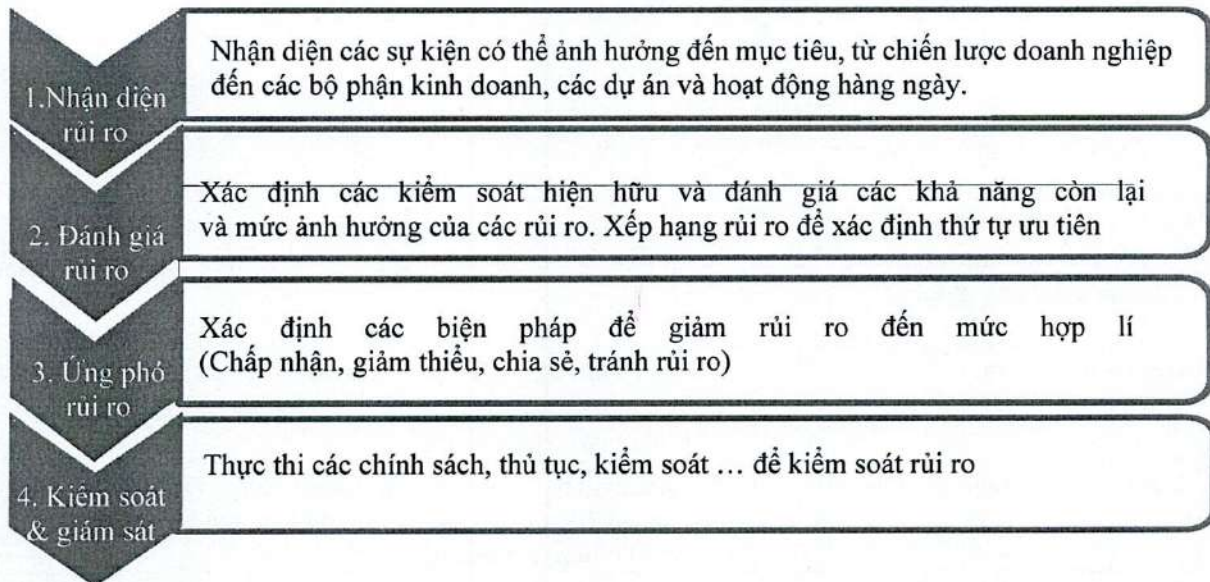 1.Nhận diện
rủi ro
Nhận diện các sự kiện có thể ảnh hưởng đến mục tiêu, từ chiến lược doanh nghiệp
đến các bộ phận kinh doanh, các dự án và hoạt động hàng ngày.
2. Đánh giá
rủi ro
Xác định các kiểm soát hiện hữu và đánh giá các khả năng còn lại
và mức ảnh hưởng của các rủi ro. Xếp hạng rủi ro để xác định thứ tự ưu tiên
3. Ứng phó
rủi ro
Xác định các biện pháp để giảm rủi ro đến mức hợp lí
(Chấp nhận, giảm thiểu, chia sẻ, tránh rủi ro)
4. Kiểm soát
& giám sát
Thực thi các chính sách, thủ tục, kiểm soát … để kiểm soát rủi ro